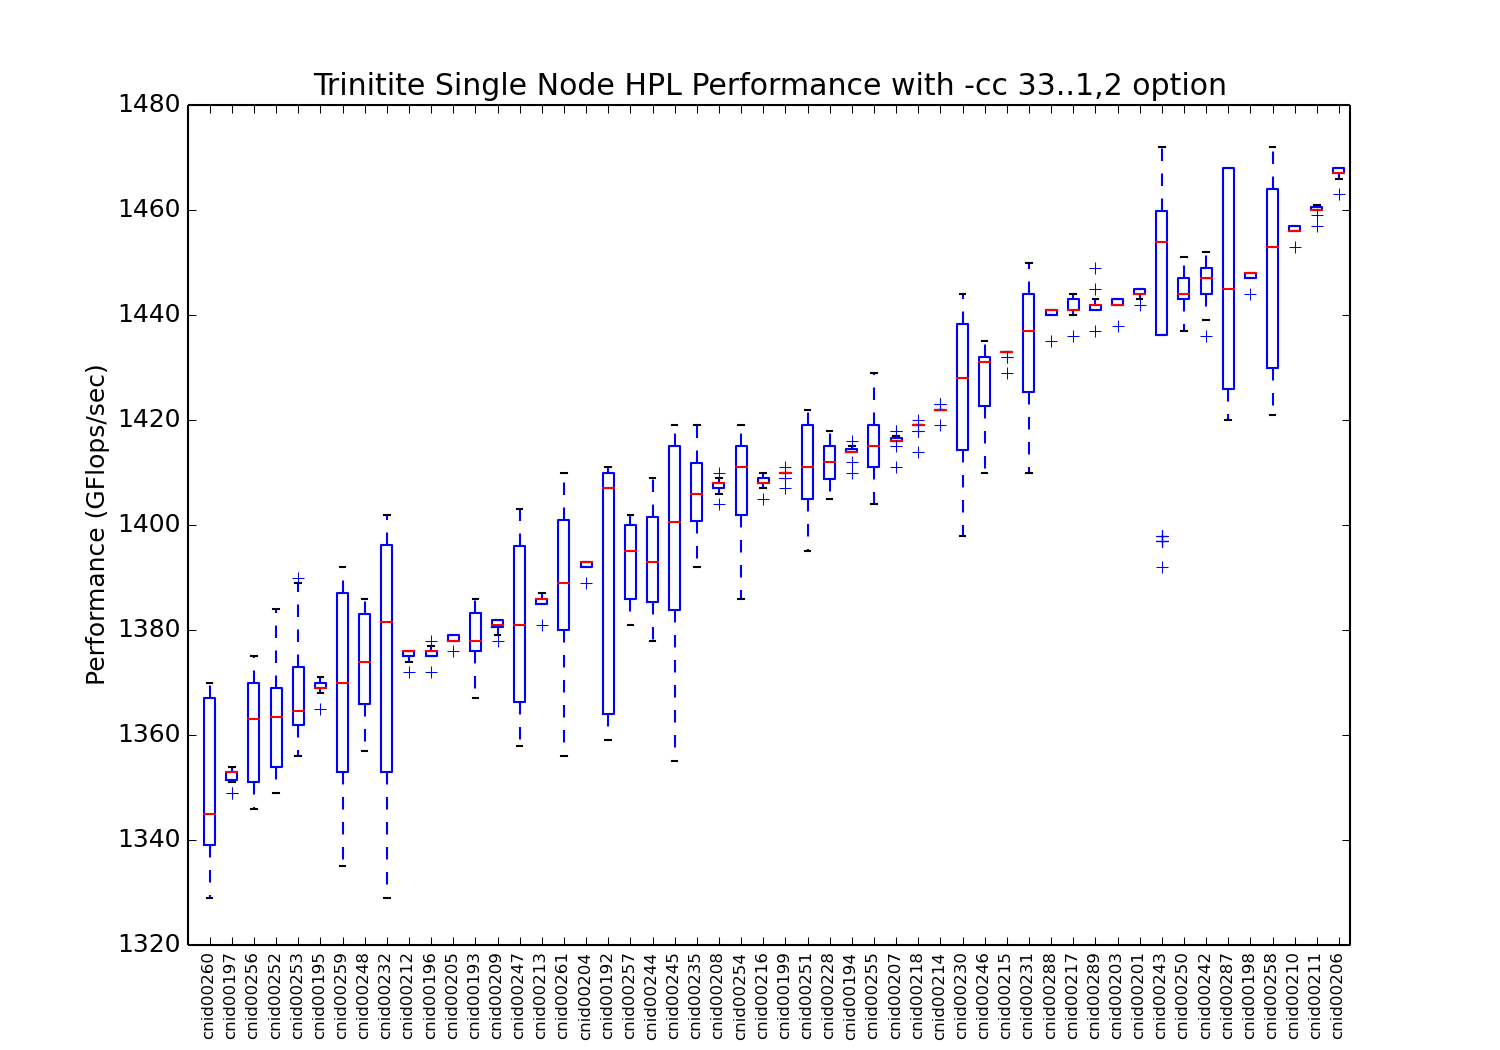 Trinitite Single Node HPL Performance with -cc 33..1,2 option
Performance (GFlops/sec)
1480
1460
1440
1420
1400
1380
1360
1340
1320
cnid00260
cnid00197
cnid00256
cnid00252
cnid00253
cnid00195
cnid00259
cnid00248
cnid00232
cnid00212
cnid00196
cnid00205
cnid00193
cnid00209
cnid00247
cnid00213
cnid00261
cnid00204
cnid00192
cnid00257
cnid00244
cnid00245
cnid00235
cnid00208
cnid00254
cnid00216
cnid00199
cnid00251
cnid00228
cnid00194
cnid00255
cnid00207
cnid00218
cnid00214
cnid00230
cnid00246
cnid00215
cnid00231
cnid00288
cnid00217
cnid00289
cnid00203
cnid00201
cnid00243
cnid00250
cnid00242
cnid00287
cnid00198
cnid00258
cnid00210
cnid00211
cnid00206